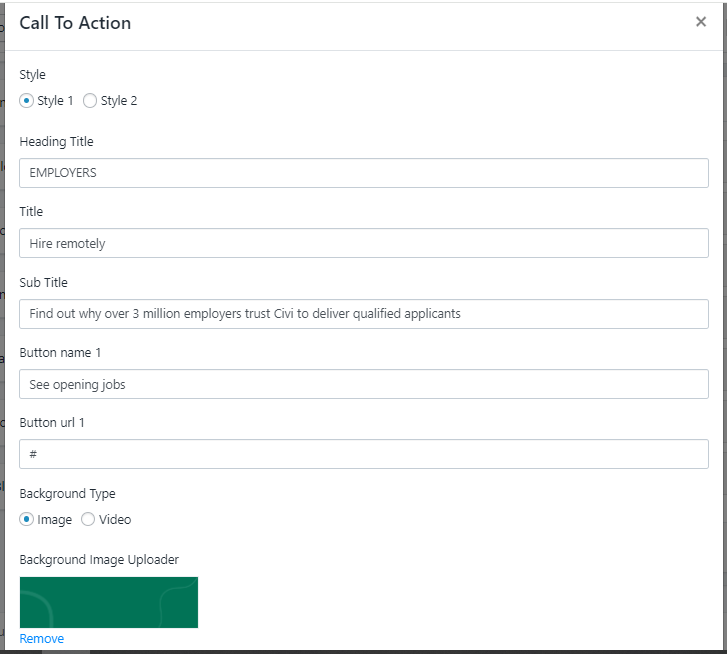 Call To Action
×
Style
Style 1 Style 2
Heading Title
EMPLOYERS
Title
Hire remotely
Sub Title
Find out why over 3 million employers trust Civi to deliver qualified applicants
Button name 1
See opening jobs
Button url 1
#
Background Type
Image Video
Background Image Uploader
Remove